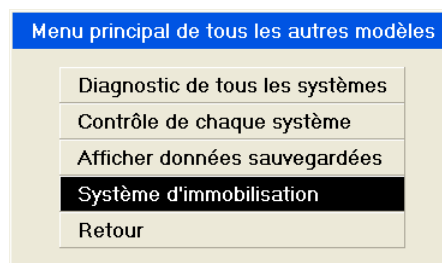 Menu principal de tous les autres modèles
Diagnostic de tous les systèmes
Contrôle de chaque système
Afficher données sauvegardées
Système d'immobilisation
Retour